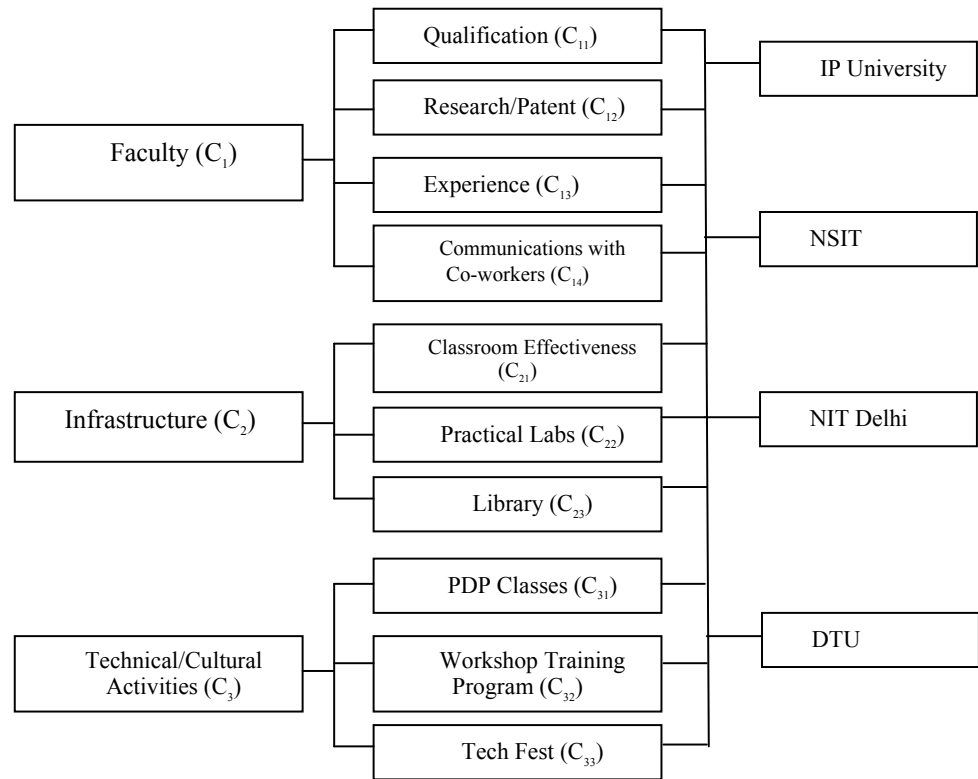 Qualification (C₁₁)
IP University
Research/Patent (C₁₂)
Faculty (C₁)
Experience (C₁₃)
NSIT
Communications with
Co-workers (C₁₄)
Classroom Effectiveness
(C₂₁)
Infrastructure (C₂)
NIT Delhi
Practical Labs (C₂₂)
Library (C₂₃)
PDP Classes (C₃₁)
DTU
Technical/Cultural
Activities (C₃)
Workshop Training
Program (C₃₂)
Tech Fest (C₃₃)